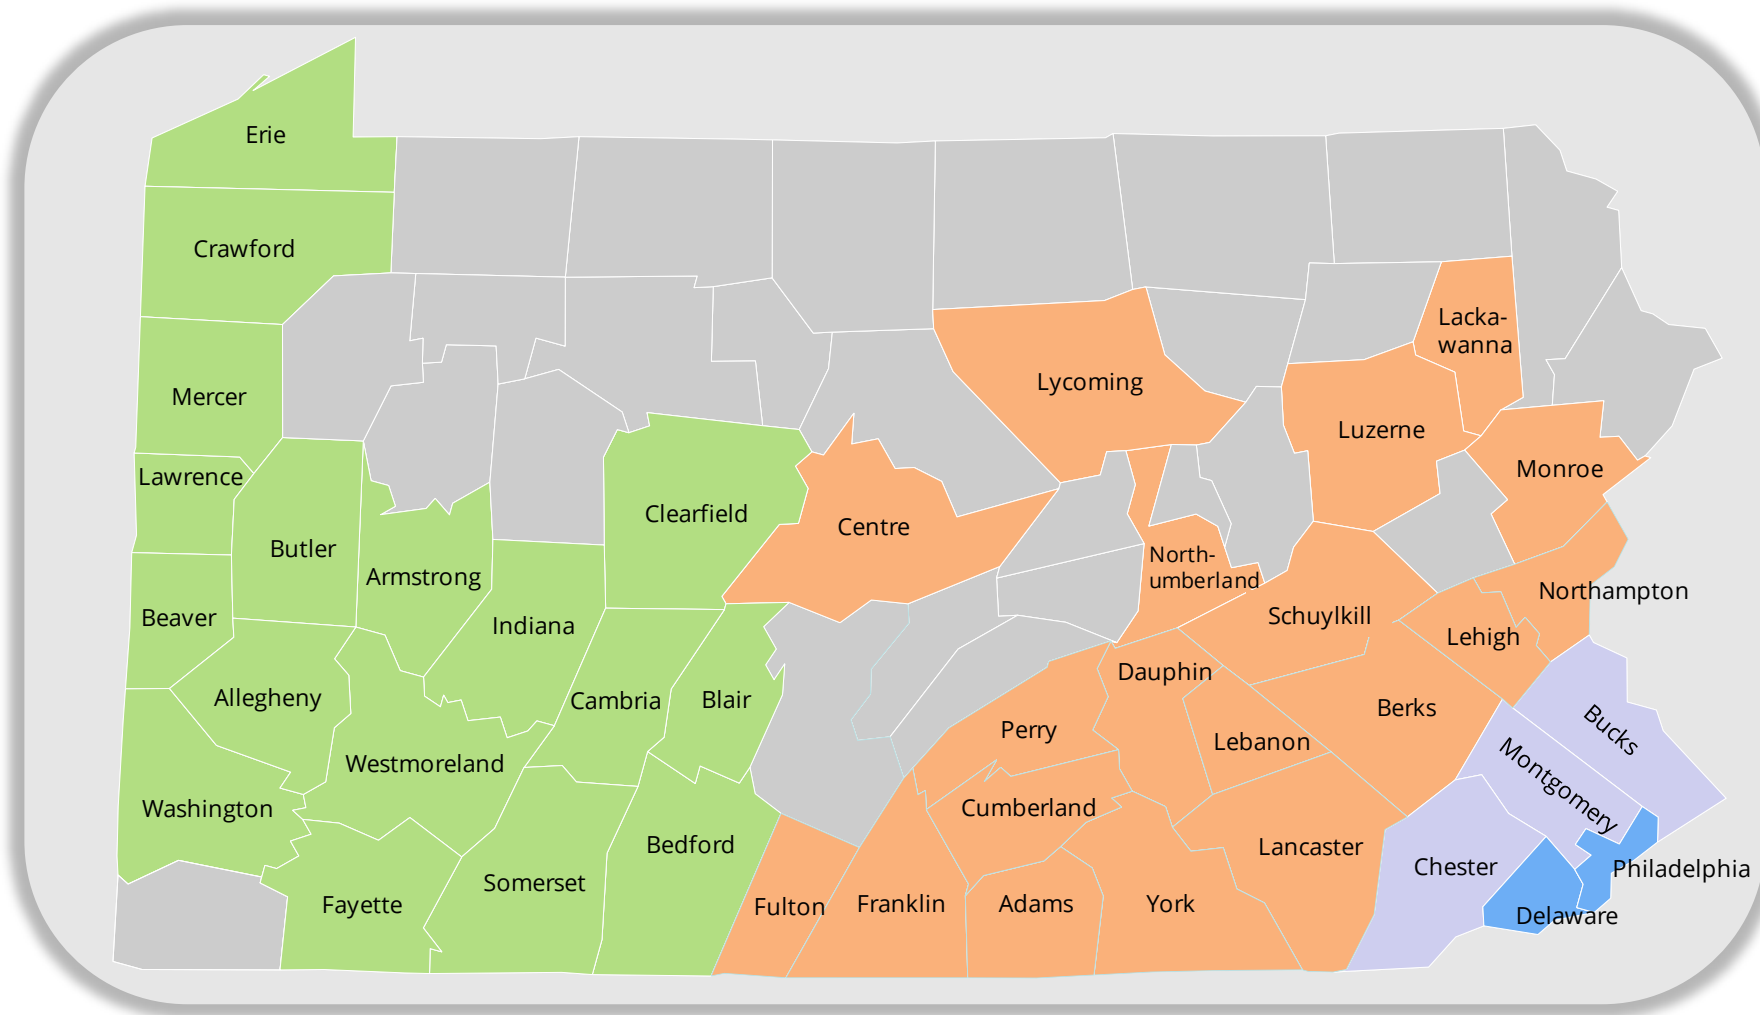 Erie
Crawford
Lacka-
wanna
Mercer
Lycoming
Luzerne
Monroe
Lawrence
Clearfield
Centre
Butler
Armstrong
North-
umberland
Northampton
Beaver
Indiana
Schuylkill
Lehigh
Allegheny
Cambria
Blair
Dauphin
Berks
Bucks
Perry
Lebanon
Westmoreland
Montgomery
Washington
Cumberland
Bedford
Lancaster
Chester
Philadelphia
Somerset
Fayette
Fulton
Franklin
Adams
York
Delaware